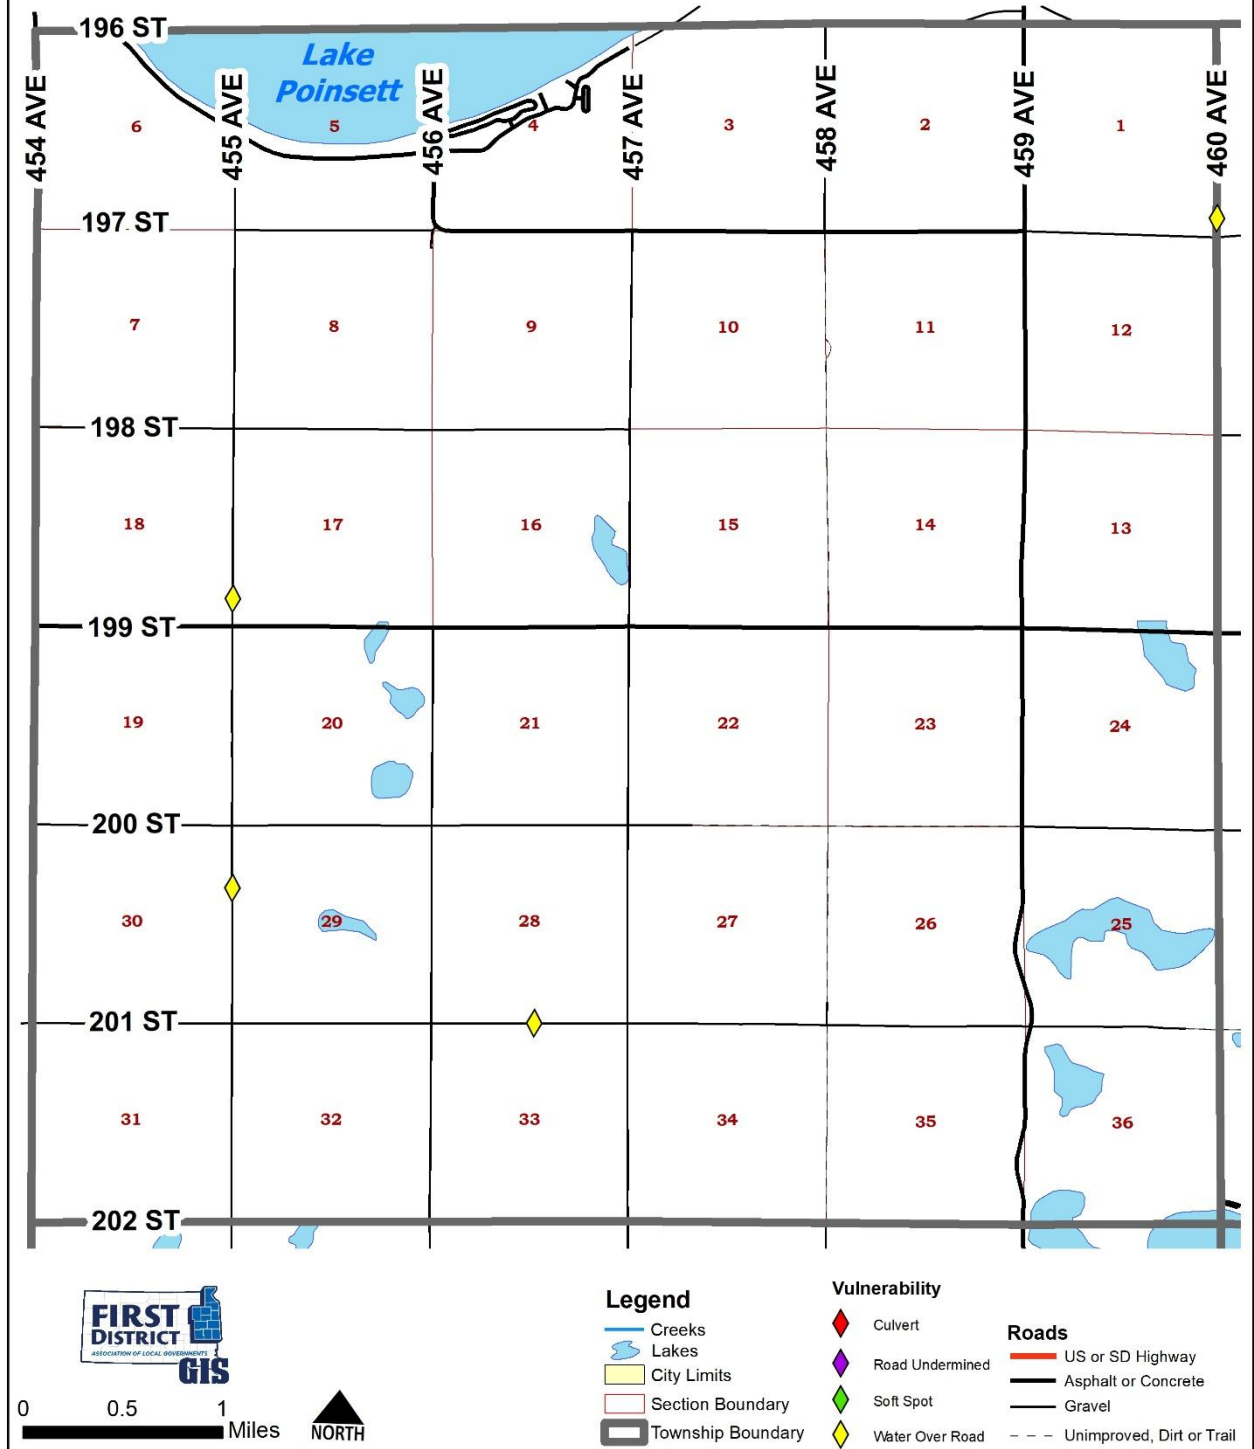 196 ST
Lake
Poinsett
454 AVE
455 AVE
456 AVE
457 AVE
458 AVE
459 AVE
460 AVE
6
5
4
3
2
1
197 ST
7
8
9
10
11
12
198 ST
18
17
16
15
14
13
199 ST
19
20
21
22
23
24
200 ST
30
29
28
27
26
25
201 ST
31
32
33
34
35
36
202 ST
FIRST
DISTRICT
ASSOCIATION OF LOCAL GOVERNMENTS
GIS
0 0.5 1
Miles
NORTH
Legend
Creeks
Lakes
City Limits
Section Boundary
Township Boundary
Vulnerability
Culvert
Road Undermined
Soft Spot
Water Over Road
Roads
US or SD Highway
Asphalt or Concrete
Gravel
Unimproved, Dirt or Trail